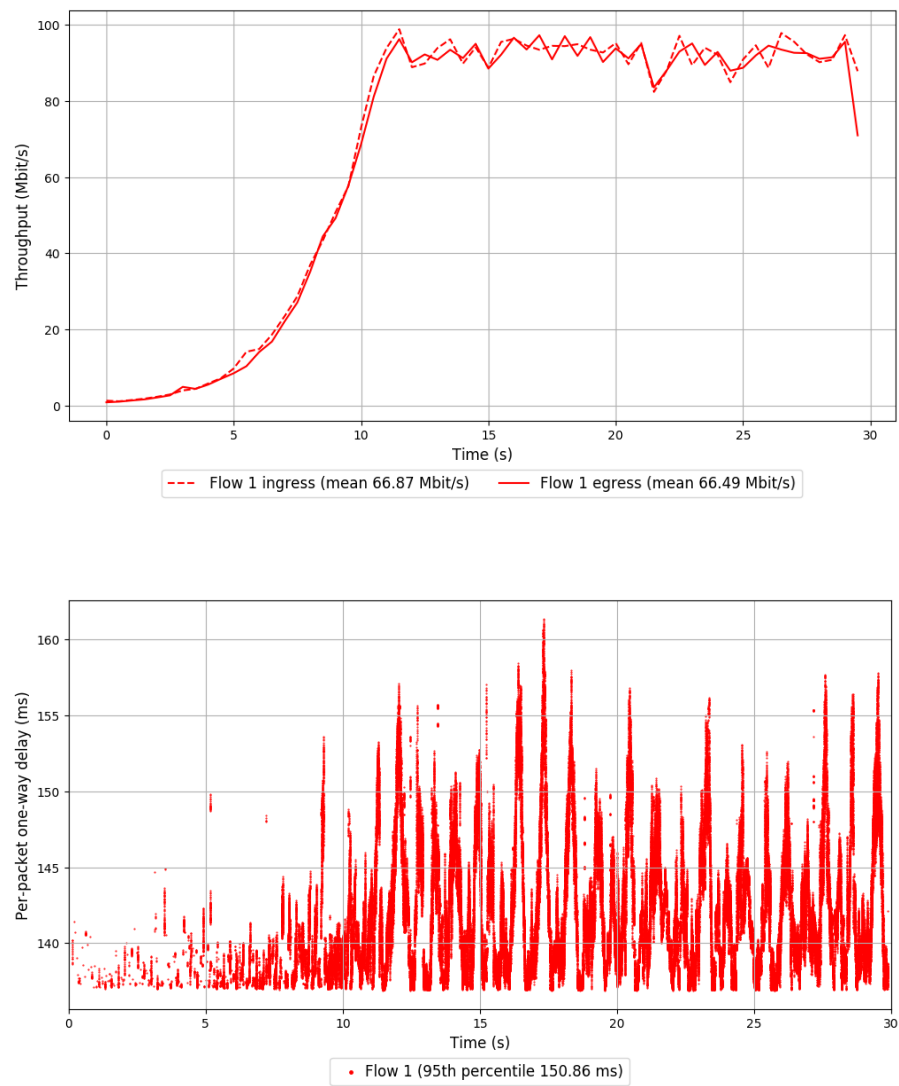 100
80
60
40
20
0
Throughput (Mbit/s)
0 5 10 15 20 25 30
Time (s)
Flow 1 ingress (mean 66.87 Mbit/s) Flow 1 egress (mean 66.49 Mbit/s)
160
155
150
145
140
Per-packet one-way delay (ms)
0 5 10 15 20 25 30
Time (s)
Flow 1 (95th percentile 150.86 ms)